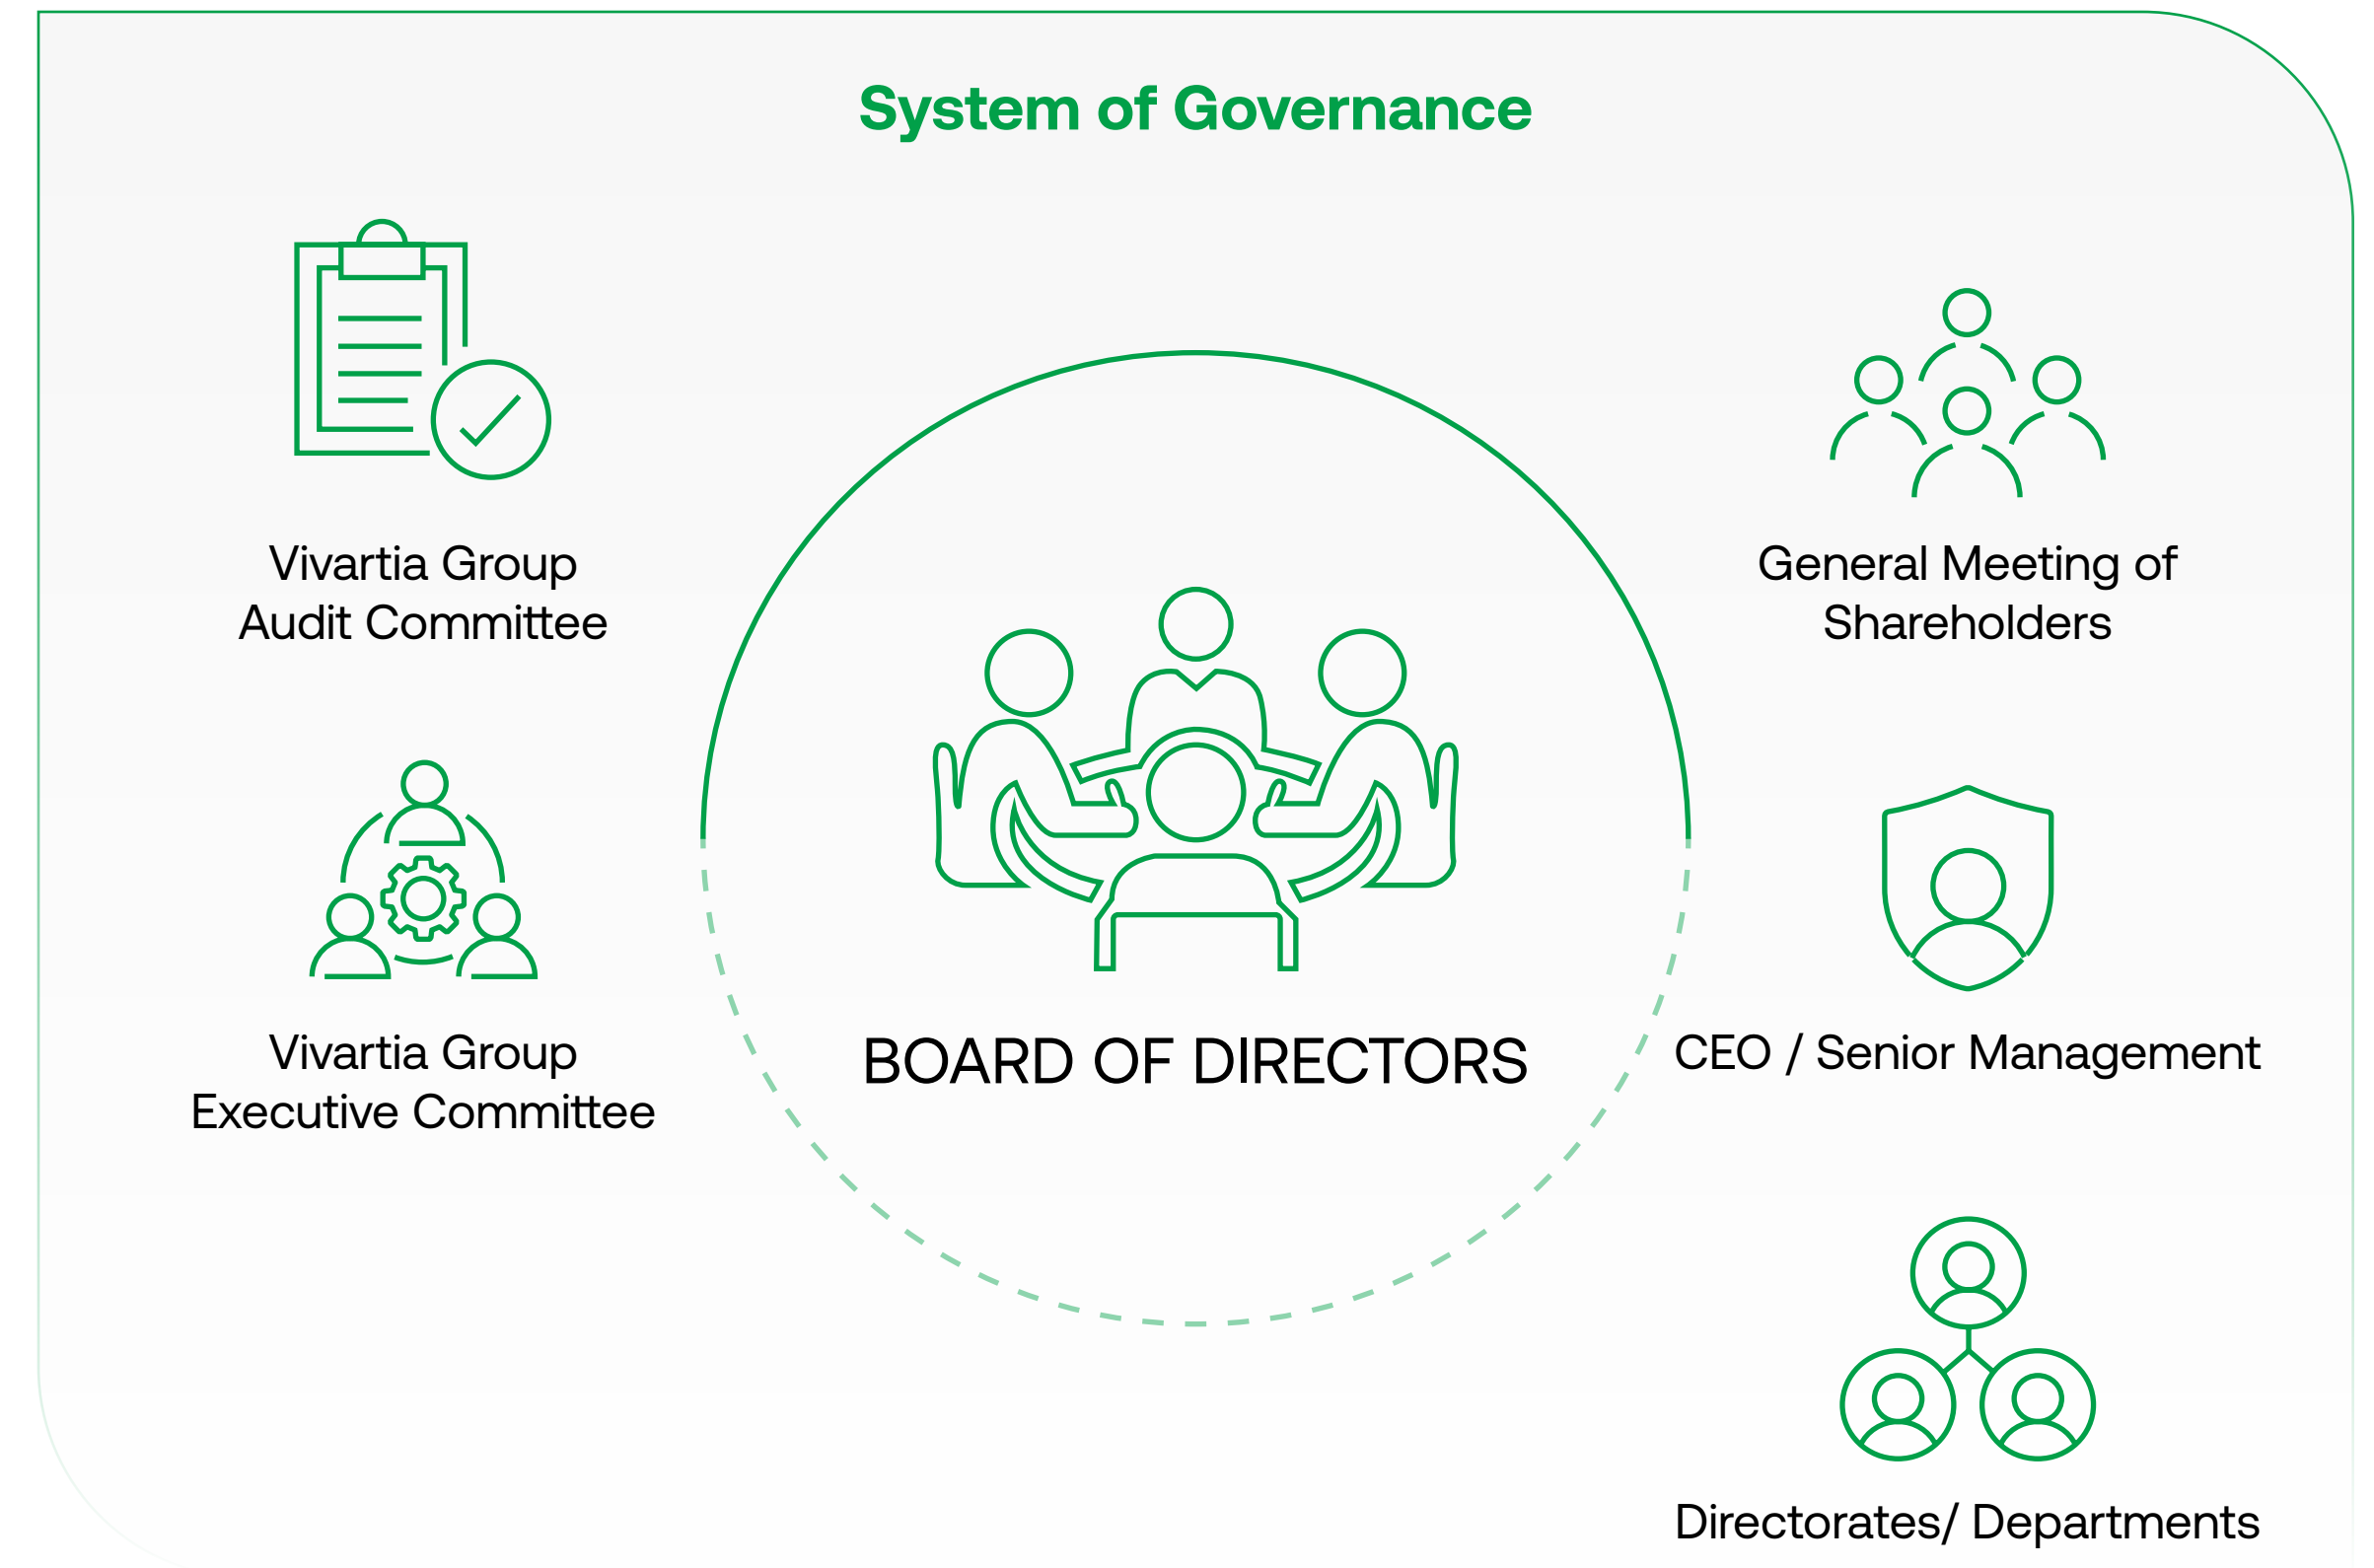 System of Governance
Vivartia Group
Audit Committee
General Meeting of
Shareholders
Vivartia Group
Executive Committee
BOARD OF DIRECTORS
CEO / Senior Management
Directorates/ Departments